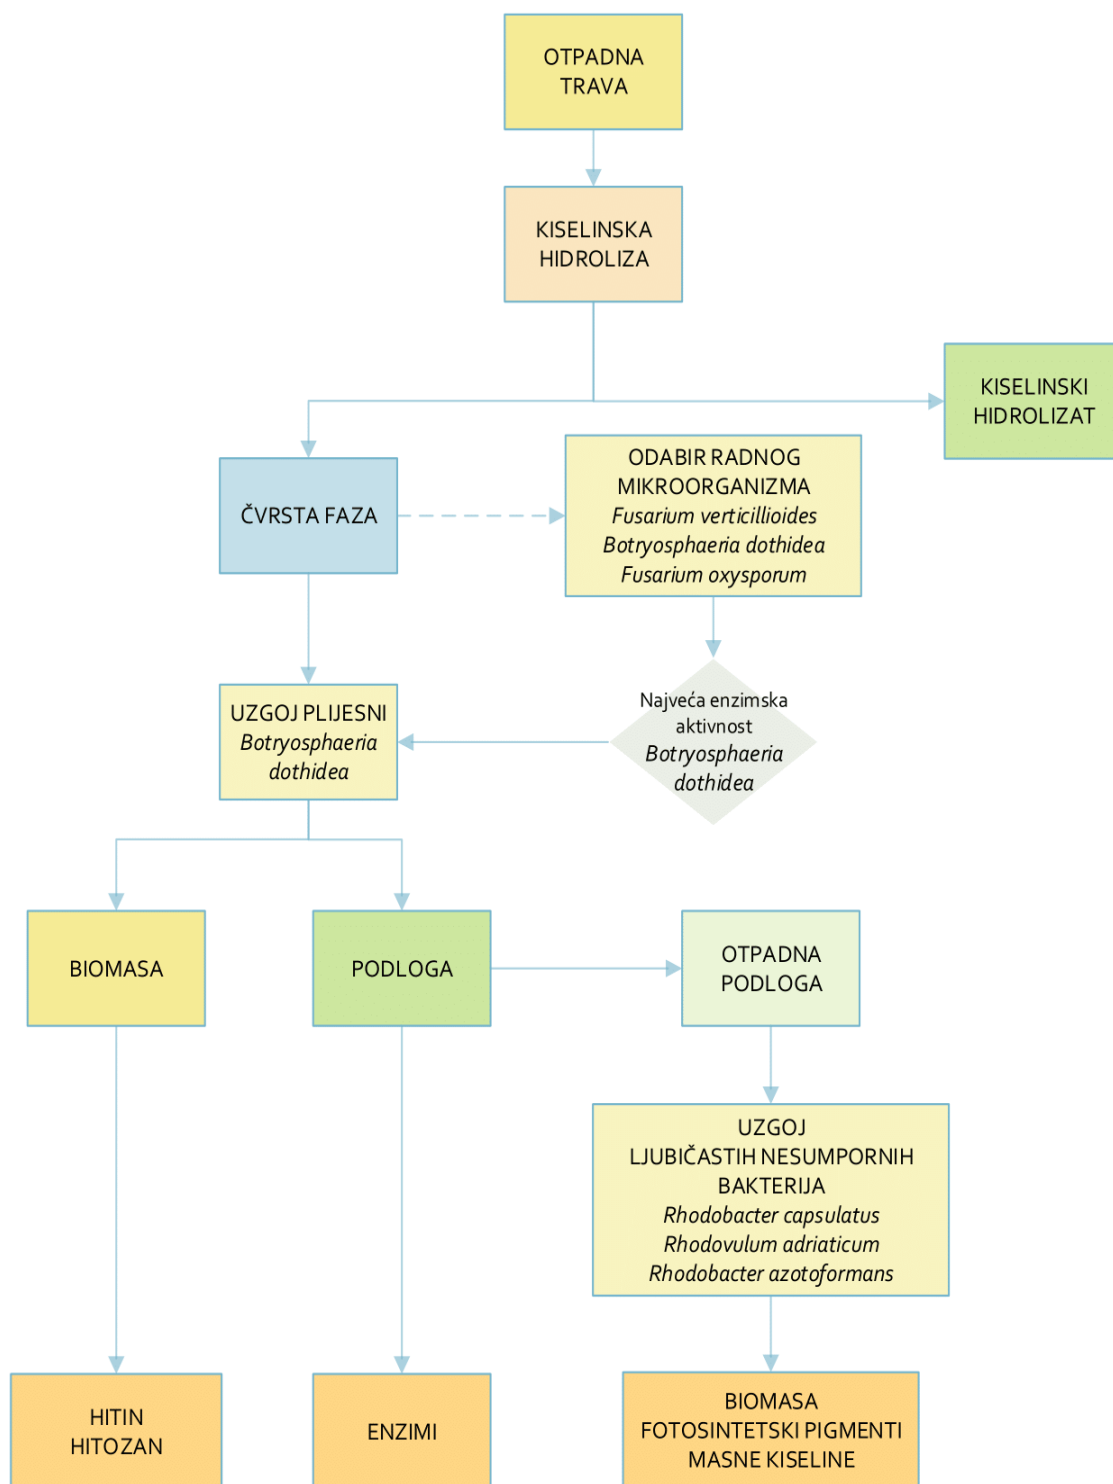 OTPADNA
TRAVA
KISELINSKA
HIDROLIZA
KISELINSKI
HIDROLIZAT
ČVRSTA FAZA
ODABIR RADNOG
MIKROORGANIZMA
Fusarium verticillioides
Botryosphaeria dothidea
Fusarium oxysporum
UZGOJ PLIJESNI
Botryosphaeria
dothidea
Najveća enzimska
aktivnost
Botryosphaeria
dothidea
BIOMASA
PODLOGA
OTPADNA
PODLOGA
UZGOJ
LJUBIČASTIH NESUMPORNIH
BAKTERIJA
Rhodobacter capsulatus
Rhodovulum adriaticum
Rhodobacter azotoformans
HITIN
HITOZAN
ENZIMI
BIOMASA
FOTOSINTETSKI PIGMENTI
MASNE KISELINE